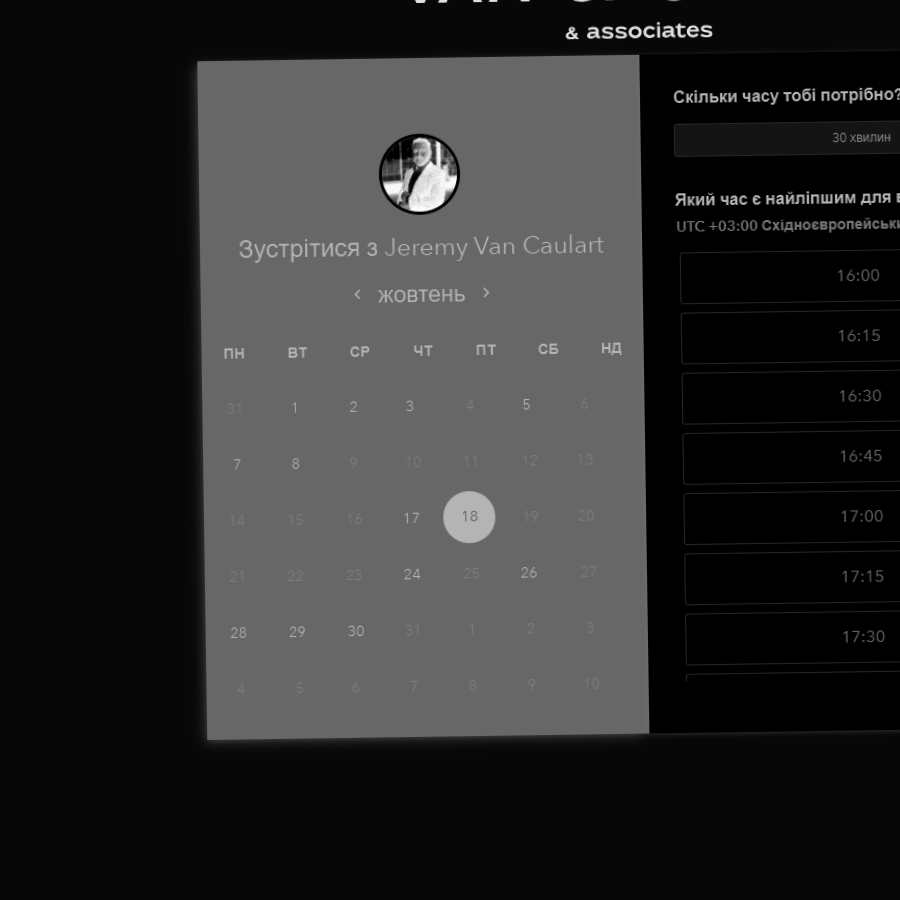 & associates
Зустрітися з Jeremy Van Caulart
жовтень
ПН ВТ СР ЧТ ПТ СБ НД
31 1 2 3 4 5 6
7 8 9 10 11 12 13
14 15 16 17 18 19 20
21 22 23 24 25 26 27
28 29 30 31 1 2 3
4 5 6 7 8 9 10
Скільки часу тобі потрібно?
30 хвилин
Який час є найліпшим для
UTC +03:00
16:00
16:15
16:30
16:45
17:00
17:15
17:30